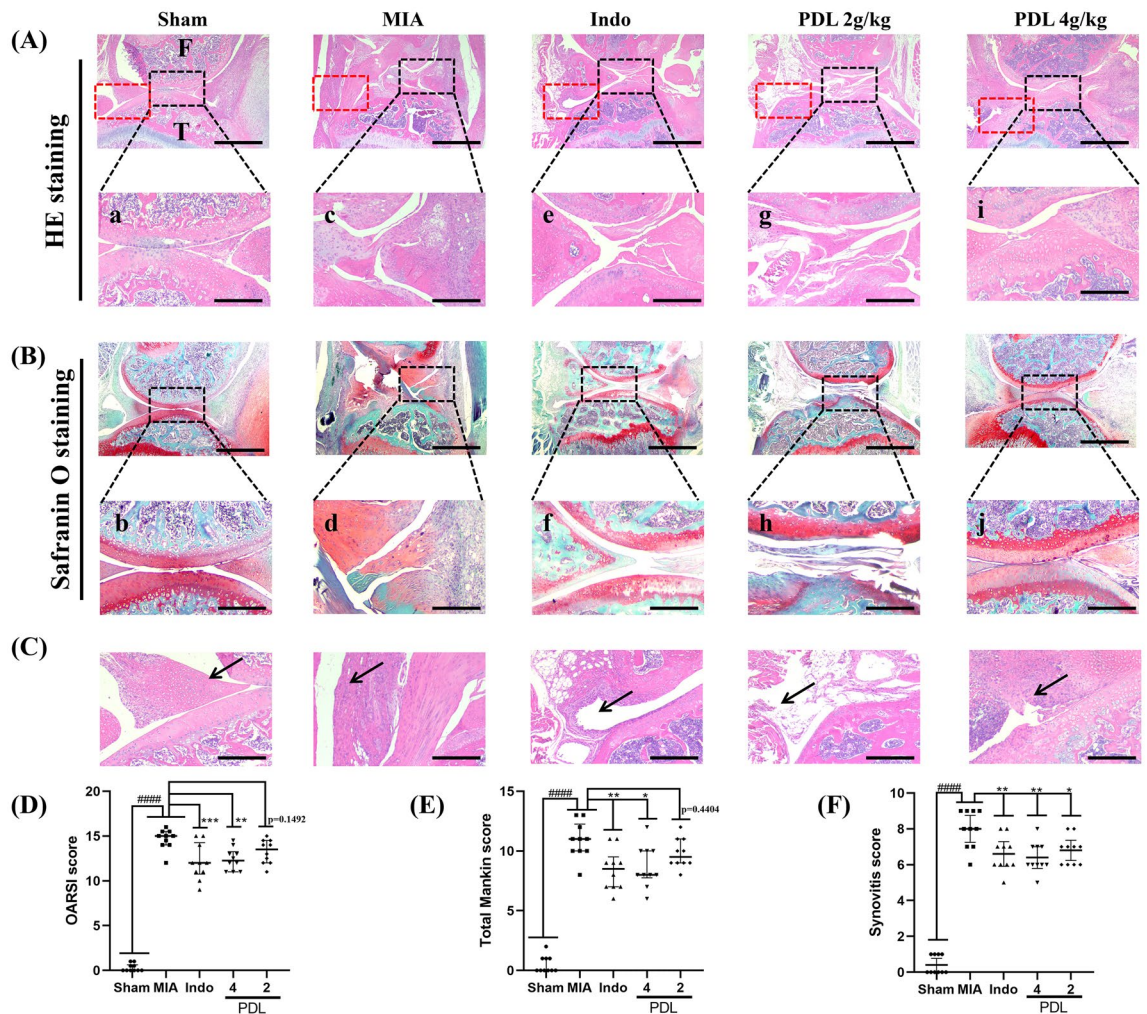 Sham MIA Indo PDL 2g/kg PDL 4g/kg
(A)
HE staining
F
T
a c e g i
(B)
Safranin O staining
b d f h j
(C)
(D)
OARSI score
20
15
10
5
0
####
***
**
p=0.1492
Sham MIA Indo 4 2
PDL
(E)
Total Mankin score
15
10
5
0
####
**
*
p=0.4404
Sham MIA Indo 4 2
PDL
(F)
Synovitis score
10
8
6
4
2
0
####
**
**
*
Sham MIA Indo 4 2
PDL